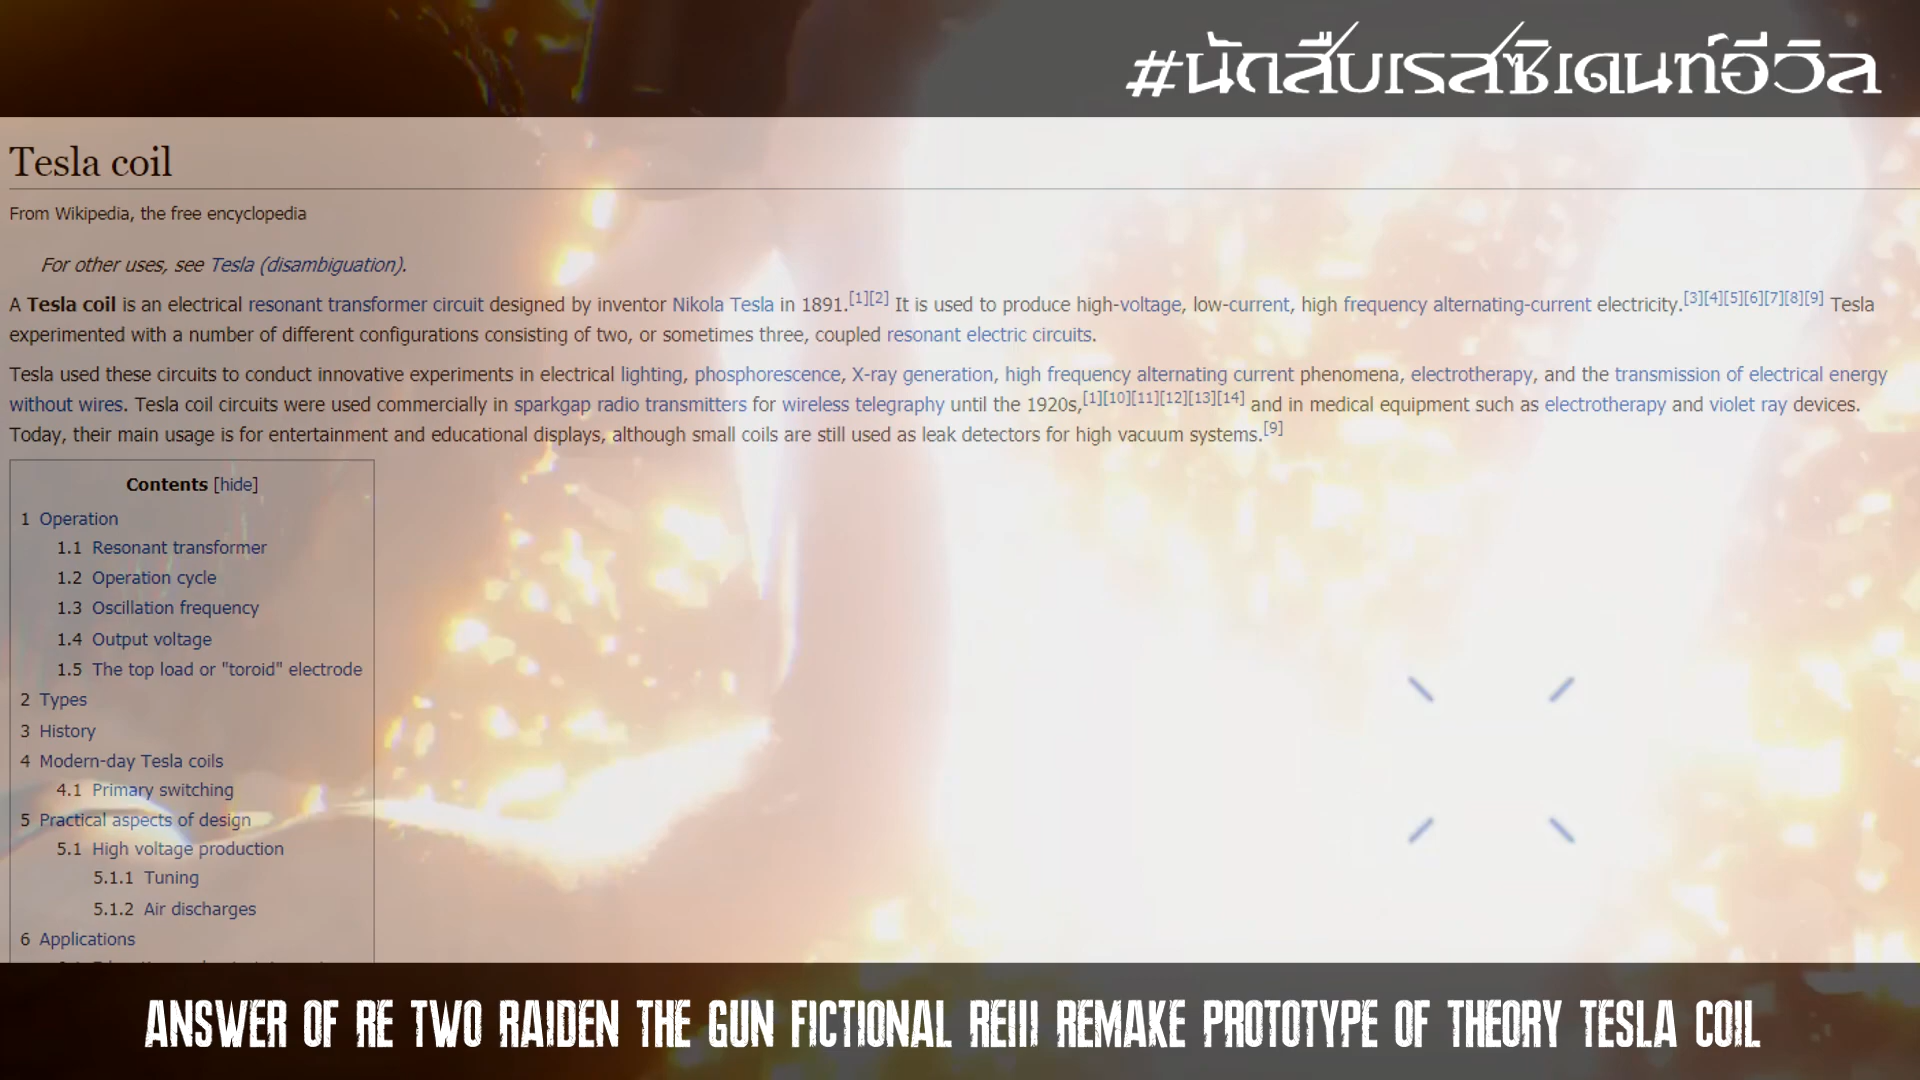 #นักสืบเรสซิเดนท์อีวิล
Tesla coil
From Wikipedia, the free encyclopedia
For other uses, see Tesla (disambiguation).
A Tesla coil is an electrical resonant transformer circuit designed by inventor Nikola Tesla in 1891.[1][2] It is used to produce high-voltage, low-current, high frequency alternating-current electricity.[3][4][5][6][7][8][9] Tesla
experimented with a number of different configurations consisting of two, or sometimes three, coupled resonant electric circuits.
Tesla used these circuits to conduct innovative experiments in electrical lighting, phosphorescence, X-ray generation, high frequency alternating current phenomena, electrotherapy, and the transmission of electrical energy
without wires. Tesla coil circuits were used commercially in sparkgap radio transmitters for wireless telegraphy until the 1920s,[1][10][11][12][13][14] and in medical equipment such as electrotherapy and violet ray devices.
Today, their main usage is for entertainment and educational displays, although small coils are still used as leak detectors for high vacuum systems.[9]
Contents [hide]
1 Operation
1.1 Resonant transformer
1.2 Operation cycle
1.3 Oscillation frequency
1.4 Output voltage
1.5 The top load or "toroid" electrode
2 Types
3 History
4 Modern-day Tesla coils
4.1 Primary switching
5 Practical aspects of design
5.1 High voltage production
5.1.1 Tuning
5.1.2 Air discharges
6 Applications
ANSWER OF RE TWO RAIDEN THE GUN FICTIONAL REIII REMAKE PROTOTYPE OF THEORY TESLA COIL